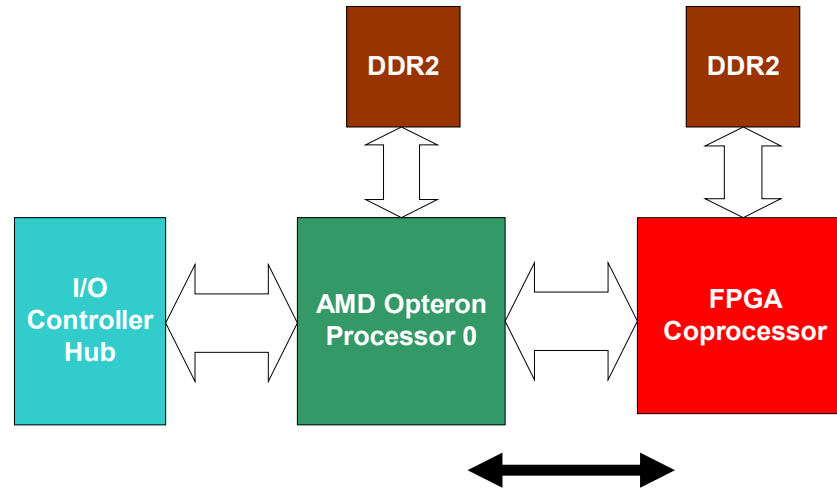 DDR2
DDR2
I/O
Controller
Hub
AMD Opteron
Processor 0
FPGA
Coprocessor